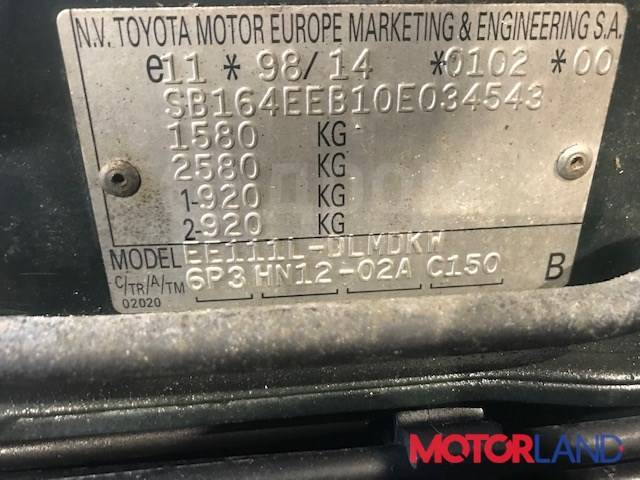 N.V. TOYOTA MOTOR EUROPE MARKETING & ENGINEERING S.A.
e11 * 98/14 *0102 *00
SB164EEB10E034543
1580 KG
2580 KG
1-920 KG
2-920 KG
MODEL EE111L-DLMDKW
C/TR/A/TM 6P3 HN12-02A C150 B
02020
MOTORLAND